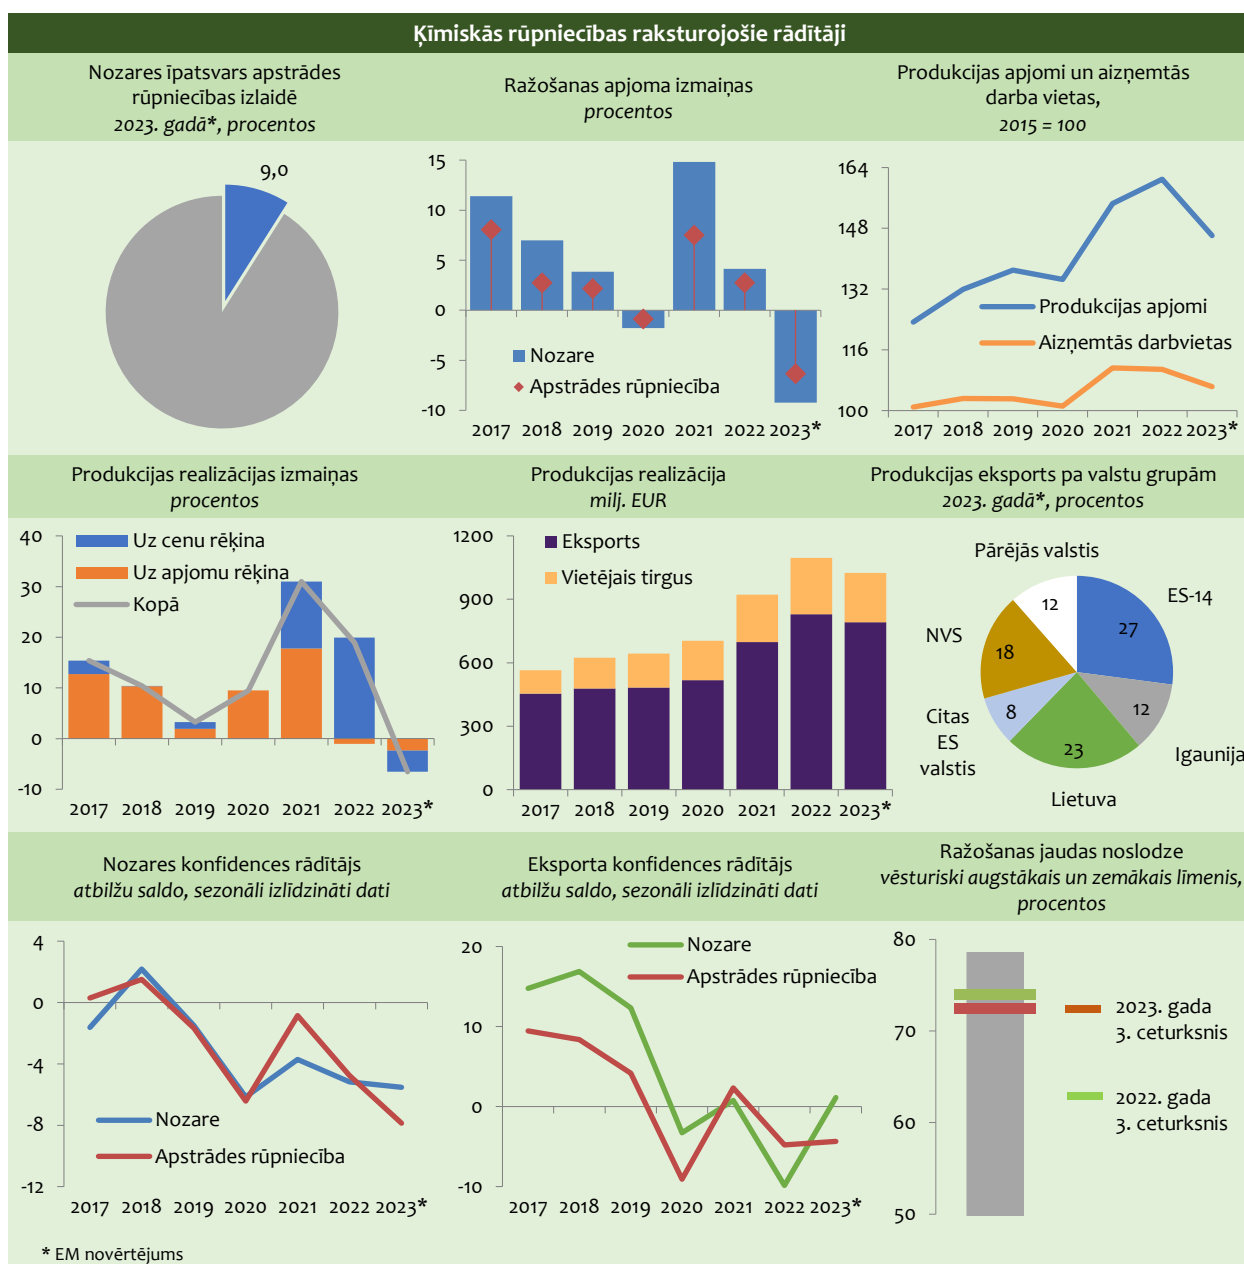 Ķīmiskās rūpniecības raksturojošie rādītāji
Nozares īpatsvars apstrādes
rūpniecības izlaidē
2023. gadā*, procentos
9,0
Ražošanas apjoma izmaiņas
procentos
15
10
5
0
-5
-10
Nozare
Apstrādes rūpniecība
2017 2018 2019 2020 2021 2022 2023*
Produkcijas apjomi un aizņemtās
darba vietas,
2015 = 100
164
148
132
116
100
Produkcijas apjomi
Aizņemtās darbvietas
2017 2018 2019 2020 2021 2022 2023*
Produkcijas realizācijas izmaiņas
procentos
40
30
20
10
0
-10
Uz cenu rēķina
Uz apjomu rēķina
Kopā
2017 2018 2019 2020 2021 2022 2023*
Produkcijas realizācija
milj. EUR
1200
900
600
300
0
Eksports
Vietējais tirgus
2017 2018 2019 2020 2021 2022 2023*
Produkcijas eksports pa valstu grupām
2023. gadā*, procentos
Pārējās valstis
12
ES-14
27
NVS
18
Citas
ES
valstis
8
12
Igaunija
23
Lietuva
Nozares konfidences rādītājs
atbilžu saldo, sezonāli izlīdzināti dati
4
0
-4
-8
-12
Nozare
Apstrādes rūpniecība
2017 2018 2019 2020 2021 2022 2023*
Eksporta konfidences rādītājs
atbilžu saldo, sezonāli izlīdzināti dati
20
10
0
-10
Nozare
Apstrādes rūpniecība
2017 2018 2019 2020 2021 2022 2023*
Ražošanas jaudas noslodze
vēsturiski augstākais un zemākais līmenis,
procentos
80
70
60
50
2023. gada
3. ceturksnis
2022. gada
3. ceturksnis
* EM novērtējums